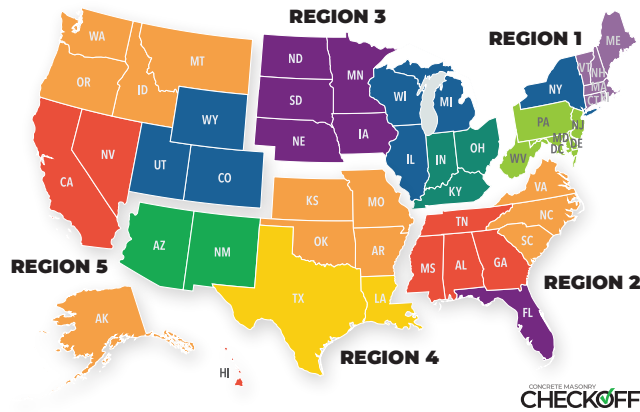 REGION 3
REGION 1
WA
MT
ND
MN
ME
VT
NH
OR
ID
SD
WI
MI
NY
MA
CT
RI
WY
NE
IA
PA
NJ
NV
IL
IN
OH
MD
DE
DC
WV
CA
UT
CO
KY
VA
KS
MO
NC
TN
AZ
NM
OK
AR
SC
REGION 5
MS
AL
GA
REGION 2
TX
LA
FL
AK
REGION 4
HI
CONCRETE MASONRY
CHECKOFF